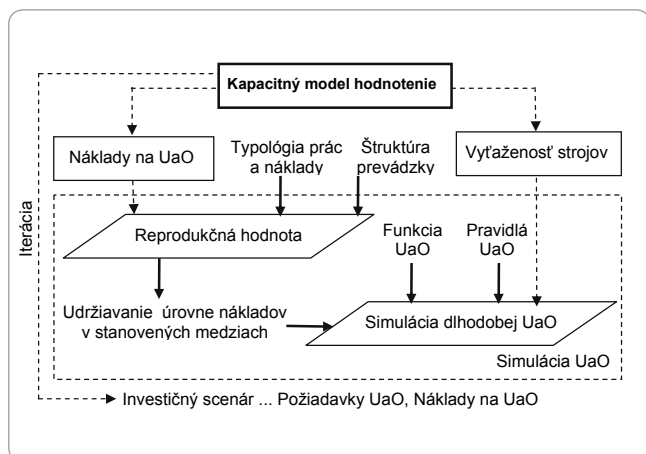 Kapacitný model hodnotenie
Náklady na UaO
Typológia prác
a náklady
Štruktúra
prevádzky
Vyťaženosť strojov
Iterácia
Reprodukčná hodnota
Funkcia
UaO
Pravidlá
UaO
Udržiavanie úrovne nákladov
v stanovených medziach
Simulácia dlhodobej UaO
Simulácia UaO
Investičný scenár ... Požiadavky UaO, Náklady na UaO